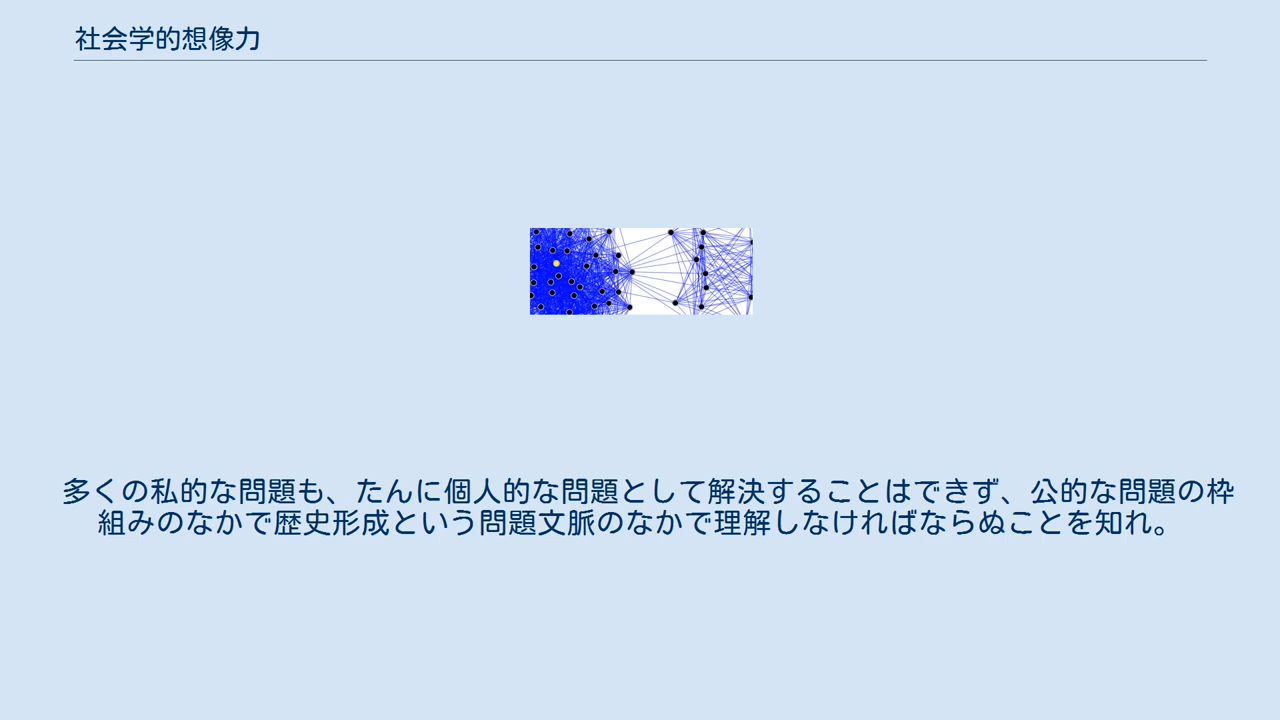 社会学的想像力
多くの私的な問題も、たんに個人的な問題として解決することはできず、公的な問題の枠
組みのなかで歴史形成という問題文脈のなかで理解しなければならぬことを知れ。